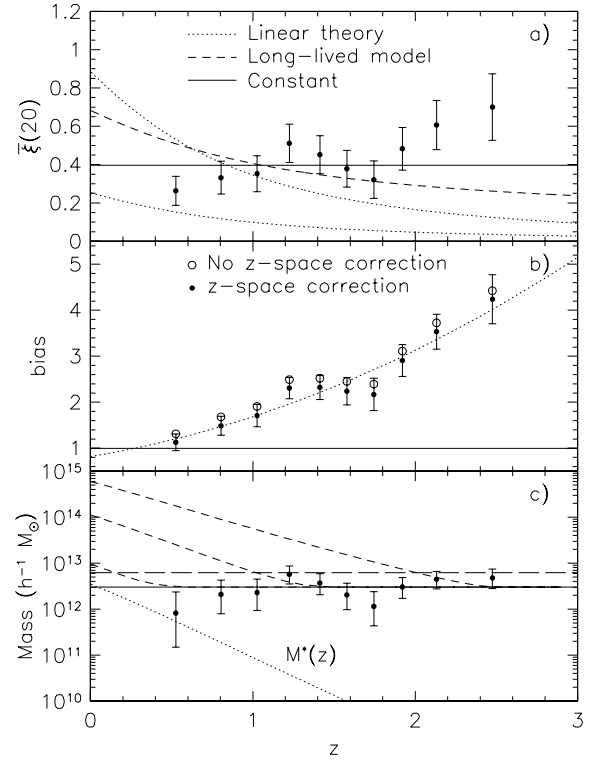 1.2
1
0.8
0.6
0.4
0.2
0
ξ̄(20)
Linear theory
Long-lived model
Constant
a)
5
4
3
2
1
bias
No z-space correction
z-space correction
b)
10^15
10^14
10^13
10^12
10^11
10^10
Mass (h^-1 M_⊙)
c)
M*(z)
0 1 2 3
z